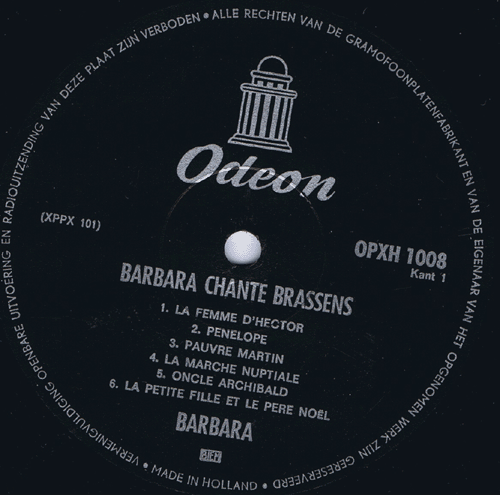 ALLE RECHTEN VAN DE GRAMOFOONPLATENFABRIKANT EN VAN DE EIGENAAR VAN HET OPGENOMEN WERK ZIJN GERESERVEERD • MADE IN HOLLAND • VERMENIGVULDIGING OPENBARE UITVOERING EN RADIOUITZENDING VAN DEZE PLAAT ZIJN VERBODEN •
Odeon
(XPPX 101)
OPXH 1008
Kant 1
BARBARA CHANTE BRASSENS
1. LA FEMME D'HECTOR
2. PENELOPE
3. PAUVRE MARTIN
4. LA MARCHE NUPTIALE
5. ONCLE ARCHIBALD
6. LA PETITE FILLE ET LE PERE NOËL
BARBARA
BIEM